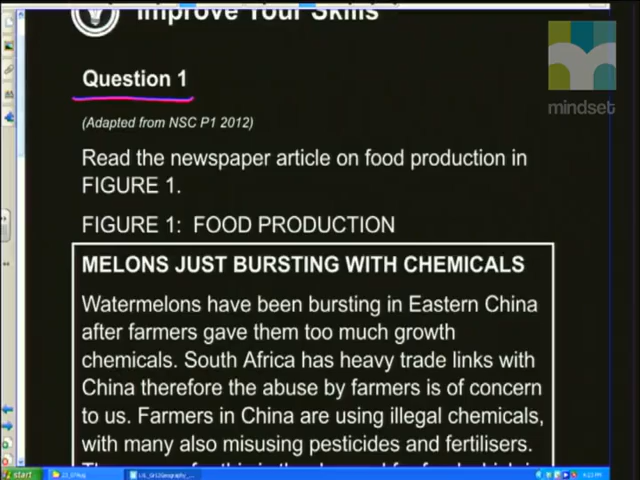 Improve Your Skills
Question 1
mindset
(Adapted from NSC P1 2012)
Read the newspaper article on food production in
FIGURE 1.
FIGURE 1: FOOD PRODUCTION
MELONS JUST BURSTING WITH CHEMICALS
Watermelons have been bursting in Eastern China
after farmers gave them too much growth
chemicals. South Africa has heavy trade links with
China therefore the abuse by farmers is of concern
to us. Farmers in China are using illegal chemicals,
with many also misusing pesticides and fertilisers.
start